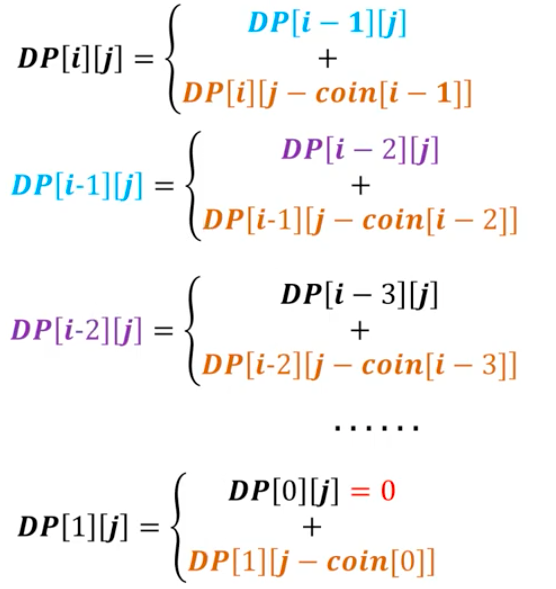 DP[i − 1][j]
DP[i][j] = {
+
DP[i][j − coin[i − 1]]
DP[i − 2][j]
DP[i-1][j] = {
+
DP[i-1][j − coin[i − 2]]
DP[i − 3][j]
DP[i-2][j] = {
+
DP[i-2][j − coin[i − 3]]
......
DP[0][j] = 0
DP[1][j] = {
+
DP[1][j − coin[0]]